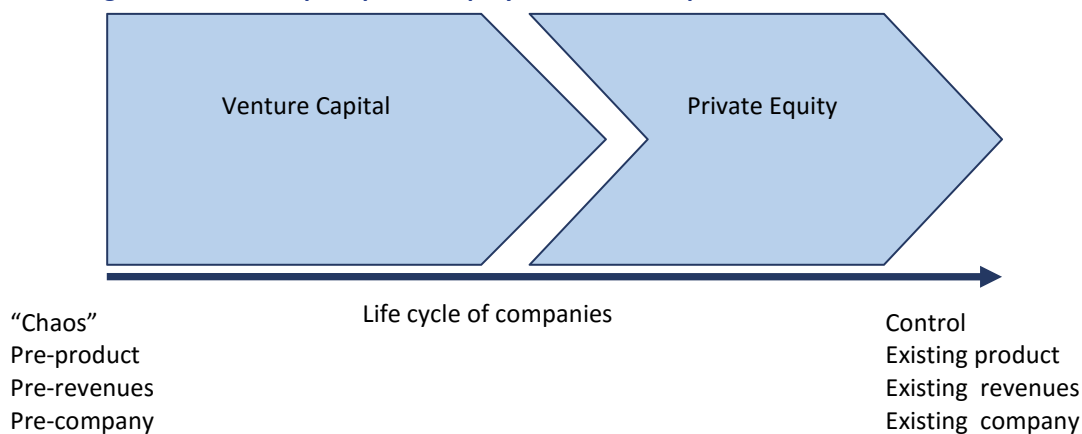 Venture Capital
Private Equity
Life cycle of companies
“Chaos”
Pre-product
Pre-revenues
Pre-company
Control
Existing product
Existing  revenues
Existing  company